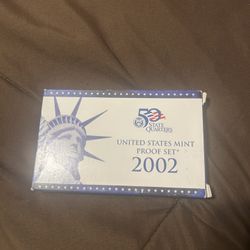 50
STATE
QUARTERS
UNITED STATES MINT
PROOF SET®
2002